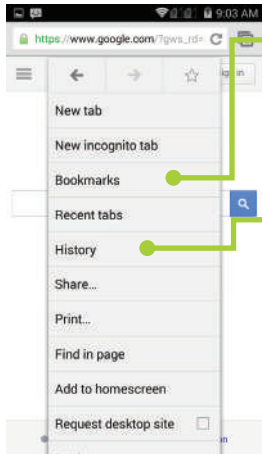 9:03 AM
https://www.google.com/?gws_rd=
New tab
New incognito tab
Bookmarks
Recent tabs
History
Share...
Print...
Find in page
Add to homescreen
Request desktop site